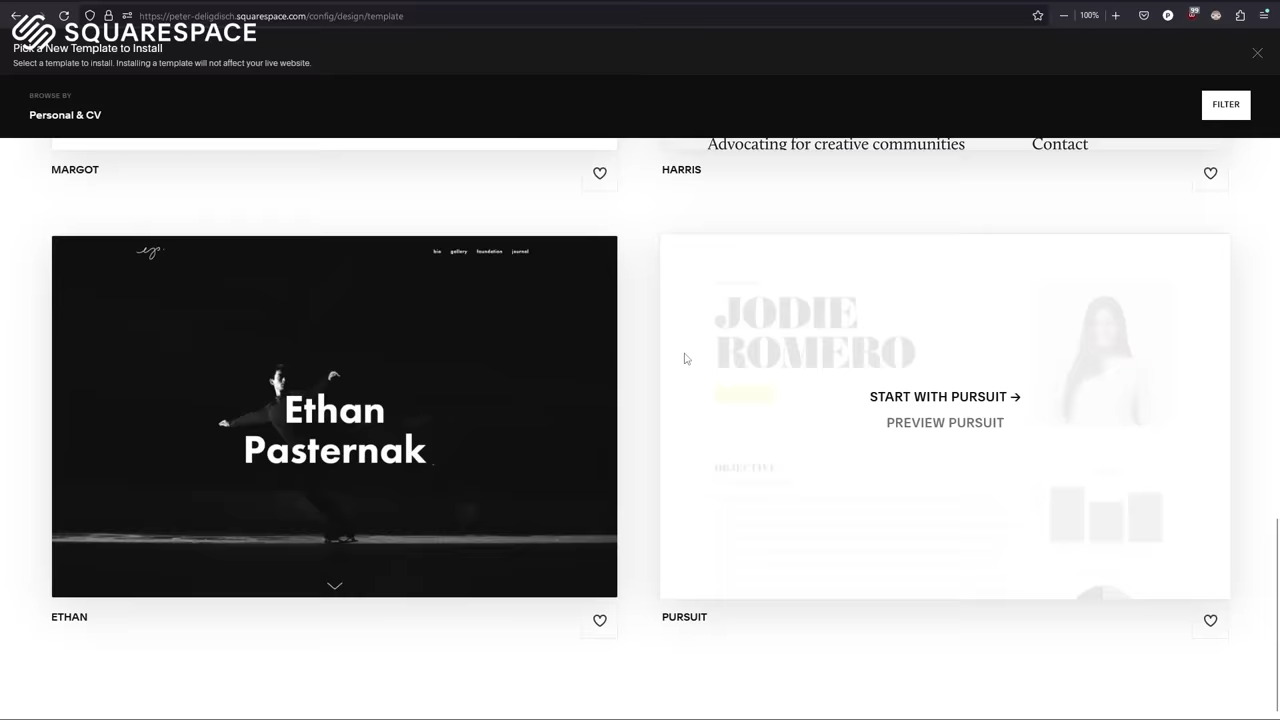 https://peter-deligdisch.squarespace.com/config/design/template
100%
99
P
SQUARESPACE
Pick a New Template to Install
Select a template to install. Installing a template will not affect your live website.
BROWSE BY
Personal & CV
FILTER
Advocating for creative communities
Contact
MARGOT
HARRIS
bio gallery foundation journal
JODIE
ROMERO
Ethan
Pasternak
START WITH PURSUIT →
PREVIEW PURSUIT
OBJECTIVE
ETHAN
PURSUIT